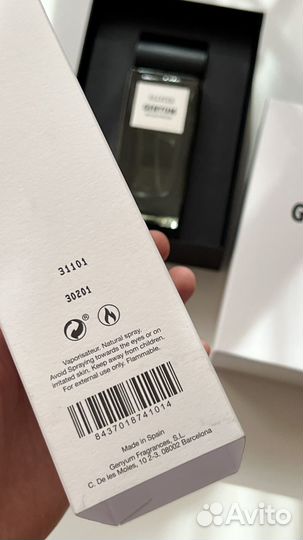 GENYUM
31101
30201
Vaporisateur. Natural spray.
Avoid Spraying towards the eyes or on
irritated skin. Keep away from children.
For external use only. Flammable.
8437018741014
Made in Spain
Genyum Fragrances, S.L.
C. De les Moles, 10 2-3, 08002 Barcelona
G
Avito